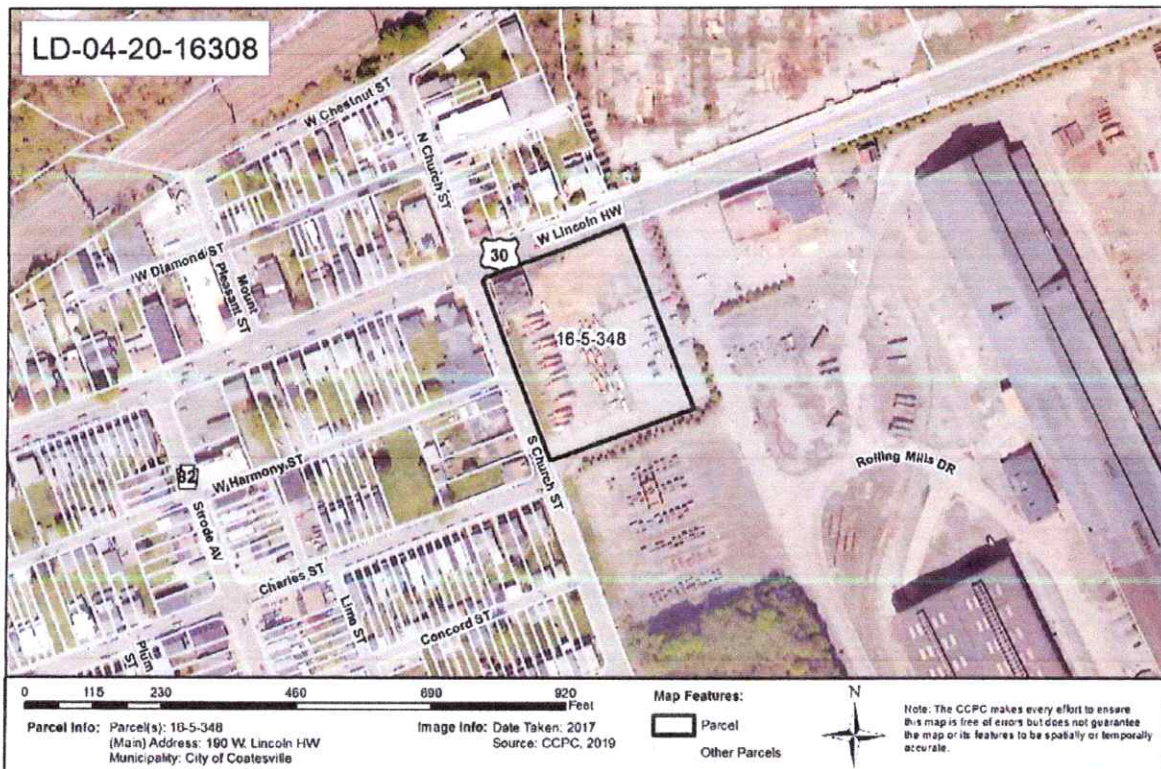 LD-04-20-16308
W Chestnut ST
N Church ST
W Lincoln HW
30
W Diamond ST
Mount
Pleasant ST
16-5-348
S Church ST
Rolling Mills DR
82
W Harmony ST
Strode AV
Charles ST
Lime ST
Concord ST
Plum
ST
0 115 230 460 690 920
Feet
Parcel Info: Parcel(s): 16-5-348
(Main) Address: 190 W. Lincoln HW
Municipality: City of Coatesville
Image Info: Date Taken: 2017
Source: CCPC, 2019
Map Features:
Parcel
Other Parcels
N
Note: The CCPC makes every effort to ensure
this map is free of errors but does not guarantee
the map or its features to be spatially or temporally
accurate.